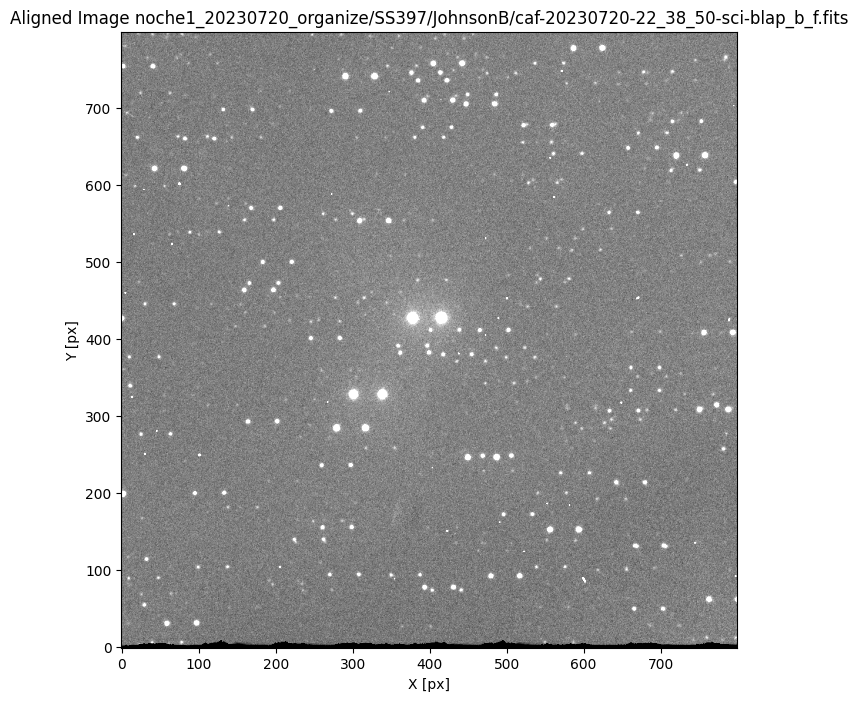 Aligned Image noche1_20230720_organize/SS397/JohnsonB/caf-20230720-22_38_50-sci-blap_b_f.fits
700
600
500
400
300
200
100
0
Y [px]
0 100 200 300 400 500 600 700
X [px]